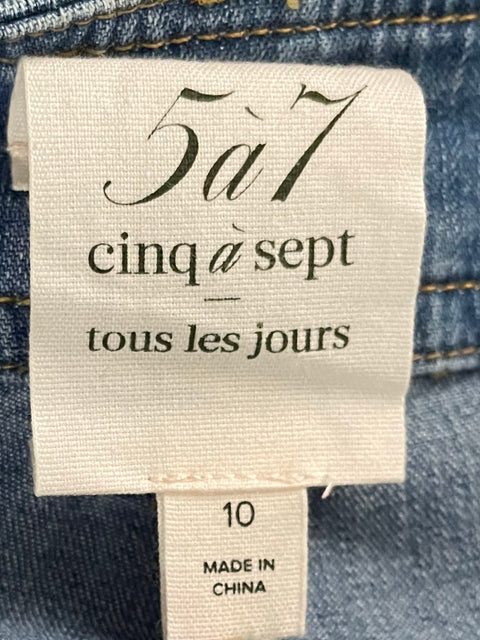 5à7
cinq à sept
tous les jours
10
MADE IN
CHINA